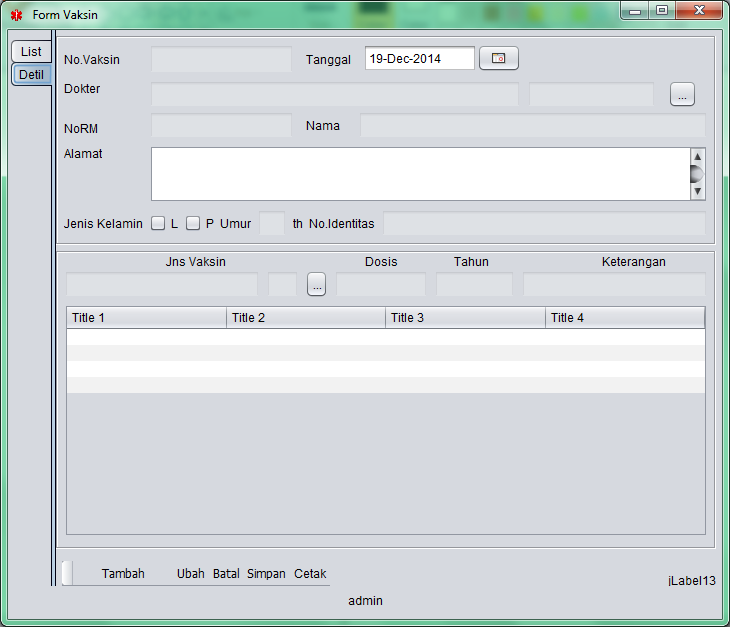 Form Vaksin
List
Detil
No.Vaksin Tanggal 19-Dec-2014
Dokter ...
NoRM Nama
Alamat
Jenis Kelamin L P Umur th No.Identitas
Jns Vaksin Dosis Tahun Keterangan
...
Title 1 Title 2 Title 3 Title 4
Tambah Ubah Batal Simpan Cetak
jLabel13
admin